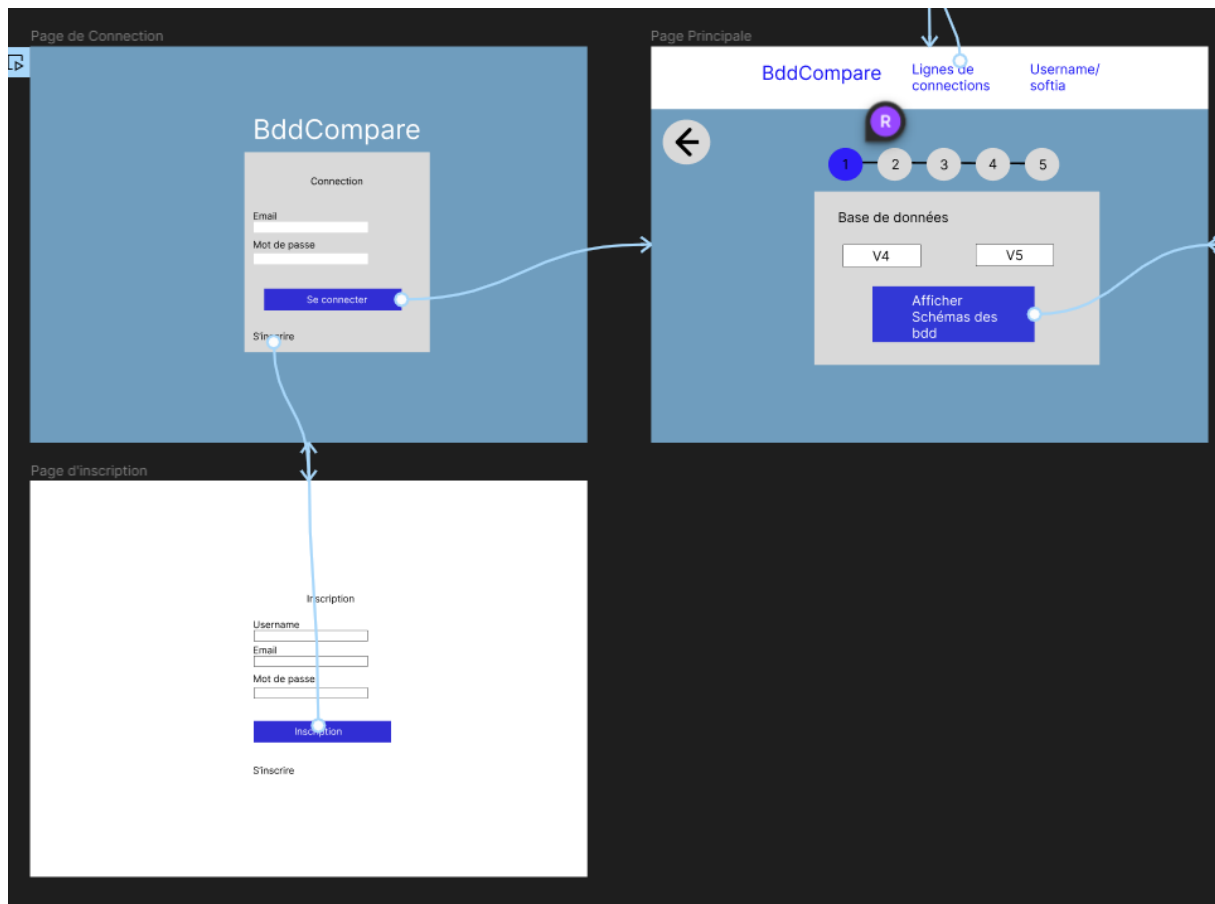 Page de Connection
BddCompare
Connection
Email
Mot de passe
Se connecter
S'inscrire
Page Principale
BddCompare
Lignes de
connections
Username/
softia
R
1
2
3
4
5
Base de données
V4
V5
Afficher
Schémas des
bdd
Page d'inscription
Inscription
Username
Email
Mot de passe
Inscription
S'inscrire